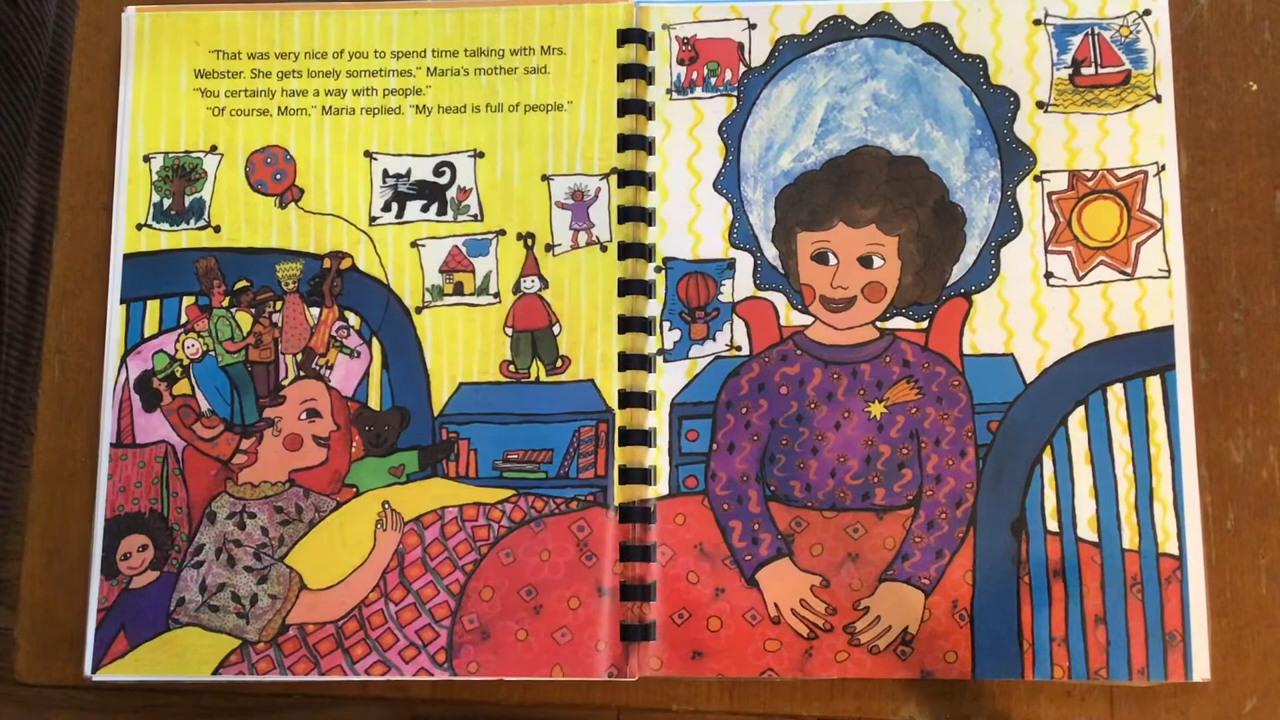 “That was very nice of you to spend time talking with Mrs.
Webster. She gets lonely sometimes,” Maria’s mother said.
“You certainly have a way with people.”
“Of course, Mom,” Maria replied. “My head is full of people.”